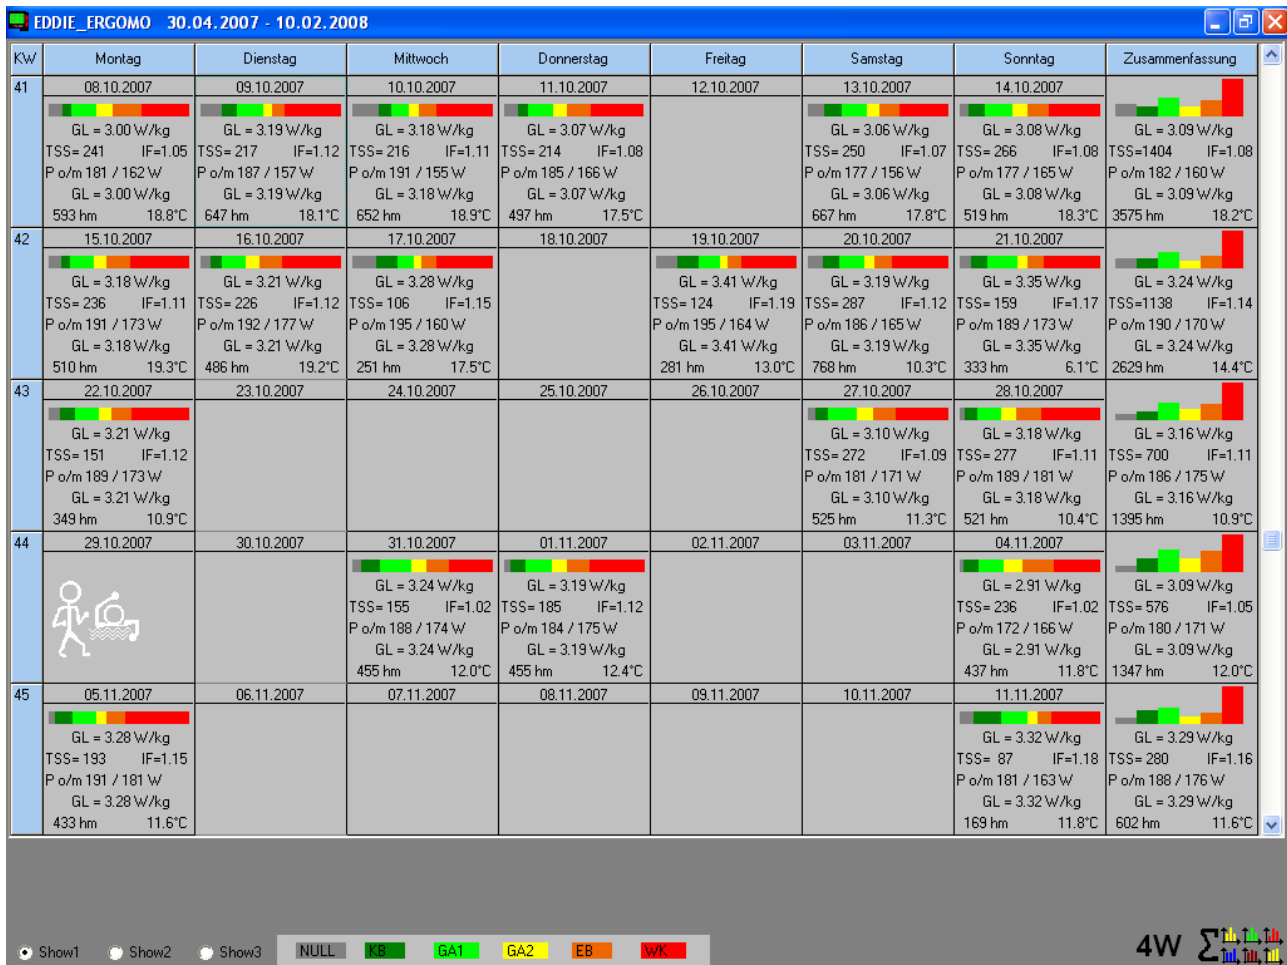 EDDIE_ERGOMO 30.04.2007 - 10.02.2008
KW Montag Dienstag Mittwoch Donnerstag Freitag Samstag Sonntag Zusammenfassung
41 08.10.2007 09.10.2007 10.10.2007 11.10.2007 12.10.2007 13.10.2007 14.10.2007
GL = 3.00 W/kg GL = 3.19 W/kg GL = 3.18 W/kg GL = 3.07 W/kg GL = 3.06 W/kg GL = 3.08 W/kg GL = 3.09 W/kg
TSS= 241 IF=1.05 TSS= 217 IF=1.12 TSS= 216 IF=1.11 TSS= 214 IF=1.08 TSS= 250 IF=1.07 TSS= 266 IF=1.08 TSS=1404 IF=1.08
P o/m 181 / 162 W P o/m 187 / 157 W P o/m 191 / 155 W P o/m 185 / 166 W P o/m 177 / 156 W P o/m 177 / 165 W P o/m 182 / 160 W
GL = 3.00 W/kg GL = 3.19 W/kg GL = 3.18 W/kg GL = 3.07 W/kg GL = 3.06 W/kg GL = 3.08 W/kg GL = 3.09 W/kg
593 hm 18.8°C 647 hm 18.1°C 652 hm 18.9°C 497 hm 17.5°C 667 hm 17.8°C 519 hm 18.3°C 3575 hm 18.2°C
42 15.10.2007 16.10.2007 17.10.2007 18.10.2007 19.10.2007 20.10.2007 21.10.2007
GL = 3.18 W/kg GL = 3.21 W/kg GL = 3.28 W/kg GL = 3.41 W/kg GL = 3.19 W/kg GL = 3.35 W/kg GL = 3.24 W/kg
TSS= 236 IF=1.11 TSS= 226 IF=1.12 TSS= 106 IF=1.15 TSS= 124 IF=1.19 TSS= 287 IF=1.12 TSS= 159 IF=1.17 TSS=1138 IF=1.14
P o/m 191 / 173 W P o/m 192 / 177 W P o/m 195 / 160 W P o/m 195 / 164 W P o/m 186 / 165 W P o/m 189 / 173 W P o/m 190 / 170 W
GL = 3.18 W/kg GL = 3.21 W/kg GL = 3.28 W/kg GL = 3.41 W/kg GL = 3.19 W/kg GL = 3.35 W/kg GL = 3.24 W/kg
510 hm 19.3°C 486 hm 19.2°C 251 hm 17.5°C 281 hm 13.0°C 768 hm 10.3°C 333 hm 6.1°C 2629 hm 14.4°C
43 22.10.2007 23.10.2007 24.10.2007 25.10.2007 26.10.2007 27.10.2007 28.10.2007
GL = 3.21 W/kg GL = 3.10 W/kg GL = 3.18 W/kg GL = 3.16 W/kg
TSS= 151 IF=1.12 TSS= 272 IF=1.09 TSS= 277 IF=1.11 TSS= 700 IF=1.11
P o/m 189 / 173 W P o/m 181 / 171 W P o/m 189 / 181 W P o/m 186 / 175 W
GL = 3.21 W/kg GL = 3.10 W/kg GL = 3.18 W/kg GL = 3.16 W/kg
349 hm 10.9°C 525 hm 11.3°C 521 hm 10.4°C 1395 hm 10.9°C
44 29.10.2007 30.10.2007 31.10.2007 01.11.2007 02.11.2007 03.11.2007 04.11.2007
GL = 3.24 W/kg GL = 3.19 W/kg GL = 2.91 W/kg GL = 3.09 W/kg
TSS= 155 IF=1.02 TSS= 185 IF=1.12 TSS= 236 IF=1.02 TSS= 576 IF=1.05
P o/m 188 / 174 W P o/m 184 / 175 W P o/m 172 / 166 W P o/m 180 / 171 W
GL = 3.24 W/kg GL = 3.19 W/kg GL = 2.91 W/kg GL = 3.09 W/kg
455 hm 12.0°C 455 hm 12.4°C 437 hm 11.8°C 1347 hm 12.0°C
45 05.11.2007 06.11.2007 07.11.2007 08.11.2007 09.11.2007 10.11.2007 11.11.2007
GL = 3.28 W/kg GL = 3.32 W/kg GL = 3.29 W/kg
TSS= 193 IF=1.15 TSS= 87 IF=1.18 TSS= 280 IF=1.16
P o/m 191 / 181 W P o/m 181 / 163 W P o/m 188 / 176 W
GL = 3.28 W/kg GL = 3.32 W/kg GL = 3.29 W/kg
433 hm 11.6°C 169 hm 11.8°C 602 hm 11.6°C
Show1 Show2 Show3 NULL KB GA1 GA2 EB WK 4W Σ